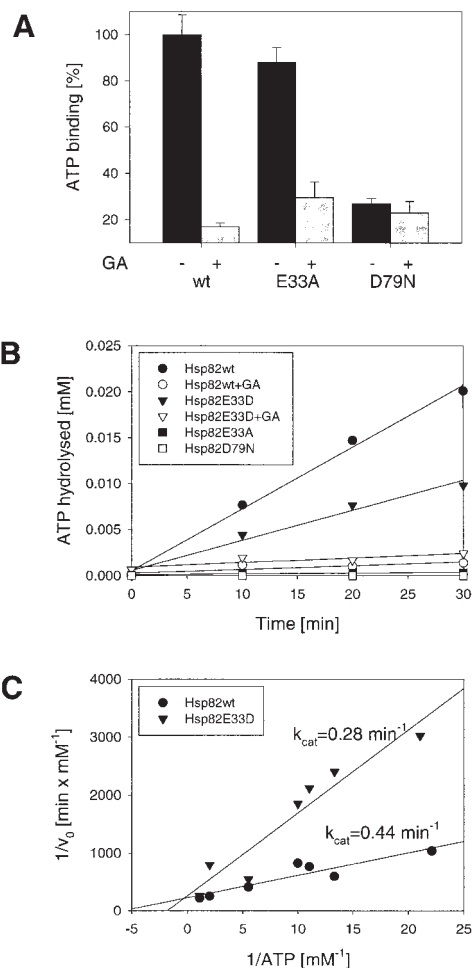 A
ATP binding [%]
100
80
60
40
20
GA - + - + - +
wt E33A D79N
B
ATP hydrolysed [mM]
0.025
0.020
0.015
0.010
0.005
0.000
Hsp82wt
Hsp82wt+GA
Hsp82E33D
Hsp82E33D+GA
Hsp82E33A
Hsp82D79N
0 5 10 15 20 25 30
Time [min]
C
1/v0 [min x mM-1]
4000
3000
2000
1000
0
Hsp82wt
Hsp82E33D
kcat=0.28 min-1
kcat=0.44 min-1
-5 0 5 10 15 20 25
1/ATP [mM-1]